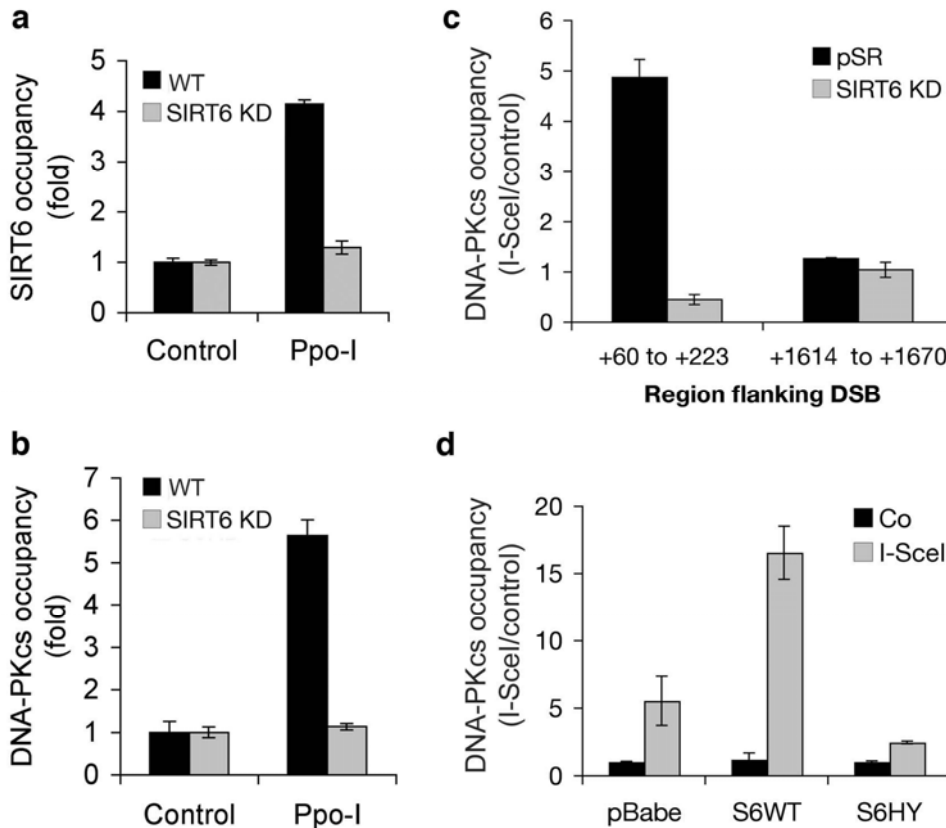 a
SIRT6 occupancy
(fold)
5
4
3
2
1
0
WT
SIRT6 KD
Control Ppo-I
b
DNA-PKcs occupancy
(fold)
7
6
5
4
3
2
1
0
WT
SIRT6 KD
Control Ppo-I
c
DNA-PKcs occupancy
(I-SceI/control)
6
5
4
3
2
1
0
pSR
SIRT6 KD
+60 to +223 +1614 to +1670
Region flanking DSB
d
DNA-PKcs occupancy
(I-SceI/control)
20
15
10
5
0
Co
I-SceI
pBabe S6WT S6HY